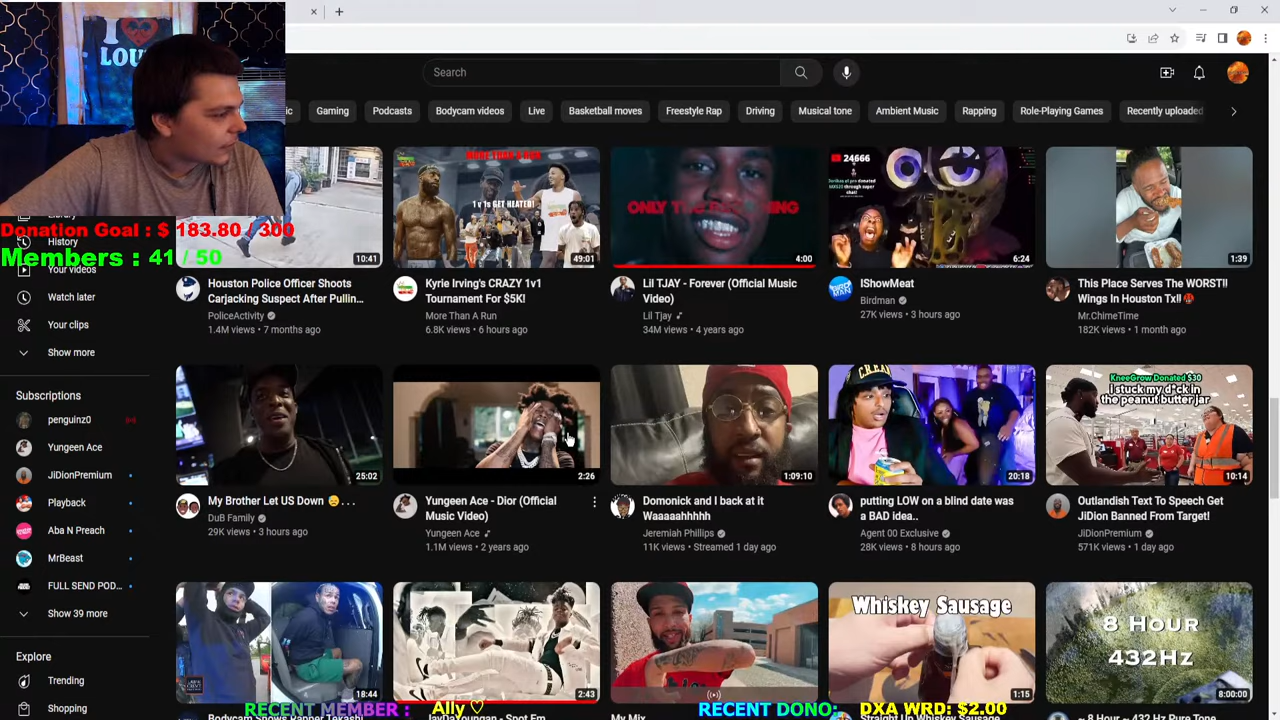 I
LOU
Search
Gaming
Podcasts
Bodycam videos
Live
Basketball moves
Freestyle Rap
Driving
Musical tone
Ambient Music
Rapping
Role-Playing Games
Recently uploaded
Donation Goal : $ 183.80 / 300
Members : 41 / 50
History
Your videos
Watch later
Your clips
Show more
Subscriptions
penguinz0
Yungeen Ace
JiDionPremium
Playback
Aba N Preach
MrBeast
FULL SEND POD...
Show 39 more
Explore
Trending
Shopping
10:41
Houston Police Officer Shoots
Carjacking Suspect After Pullin...
PoliceActivity
1.4M views • 7 months ago
1 v 1s GET HEATED!
49:01
Kyrie Irving's CRAZY 1v1
Tournament For $5K!
More Than A Run
6.8K views • 6 hours ago
4:00
Lil TJAY - Forever (Official Music
Video)
Lil Tjay
34M views • 4 years ago
24666
6:24
IShowMeat
Birdman
27K views • 3 hours ago
1:39
This Place Serves The WORST!!
Wings In Houston Tx!!
Mr.ChimeTime
182K views • 1 month ago
25:02
My Brother Let US Down 😥 . . .
DuB Family
29K views • 3 hours ago
2:26
Yungeen Ace - Dior (Official
Music Video)
Yungeen Ace
1.1M views • 2 years ago
1:09:10
Domonick and I back at it
Waaaaahhhhh
Jeremiah Phillips
11K views • Streamed 1 day ago
20:18
putting LOW on a blind date was
a BAD idea..
Agent 00 Exclusive
28K views • 8 hours ago
KneeGrow Donated $30
I stuck my d*ck in
the peanut butter jar
10:14
Outlandish Text To Speech Get
JiDion Banned From Target!
JiDionPremium
571K views • 1 day ago
18:44
2:43
Whiskey Sausage
1:15
8 HOUR
432Hz
8:00:00
My Mix
RECENT MEMBER : Ally ♡
RECENT DONO: DXA WRD: $2.00